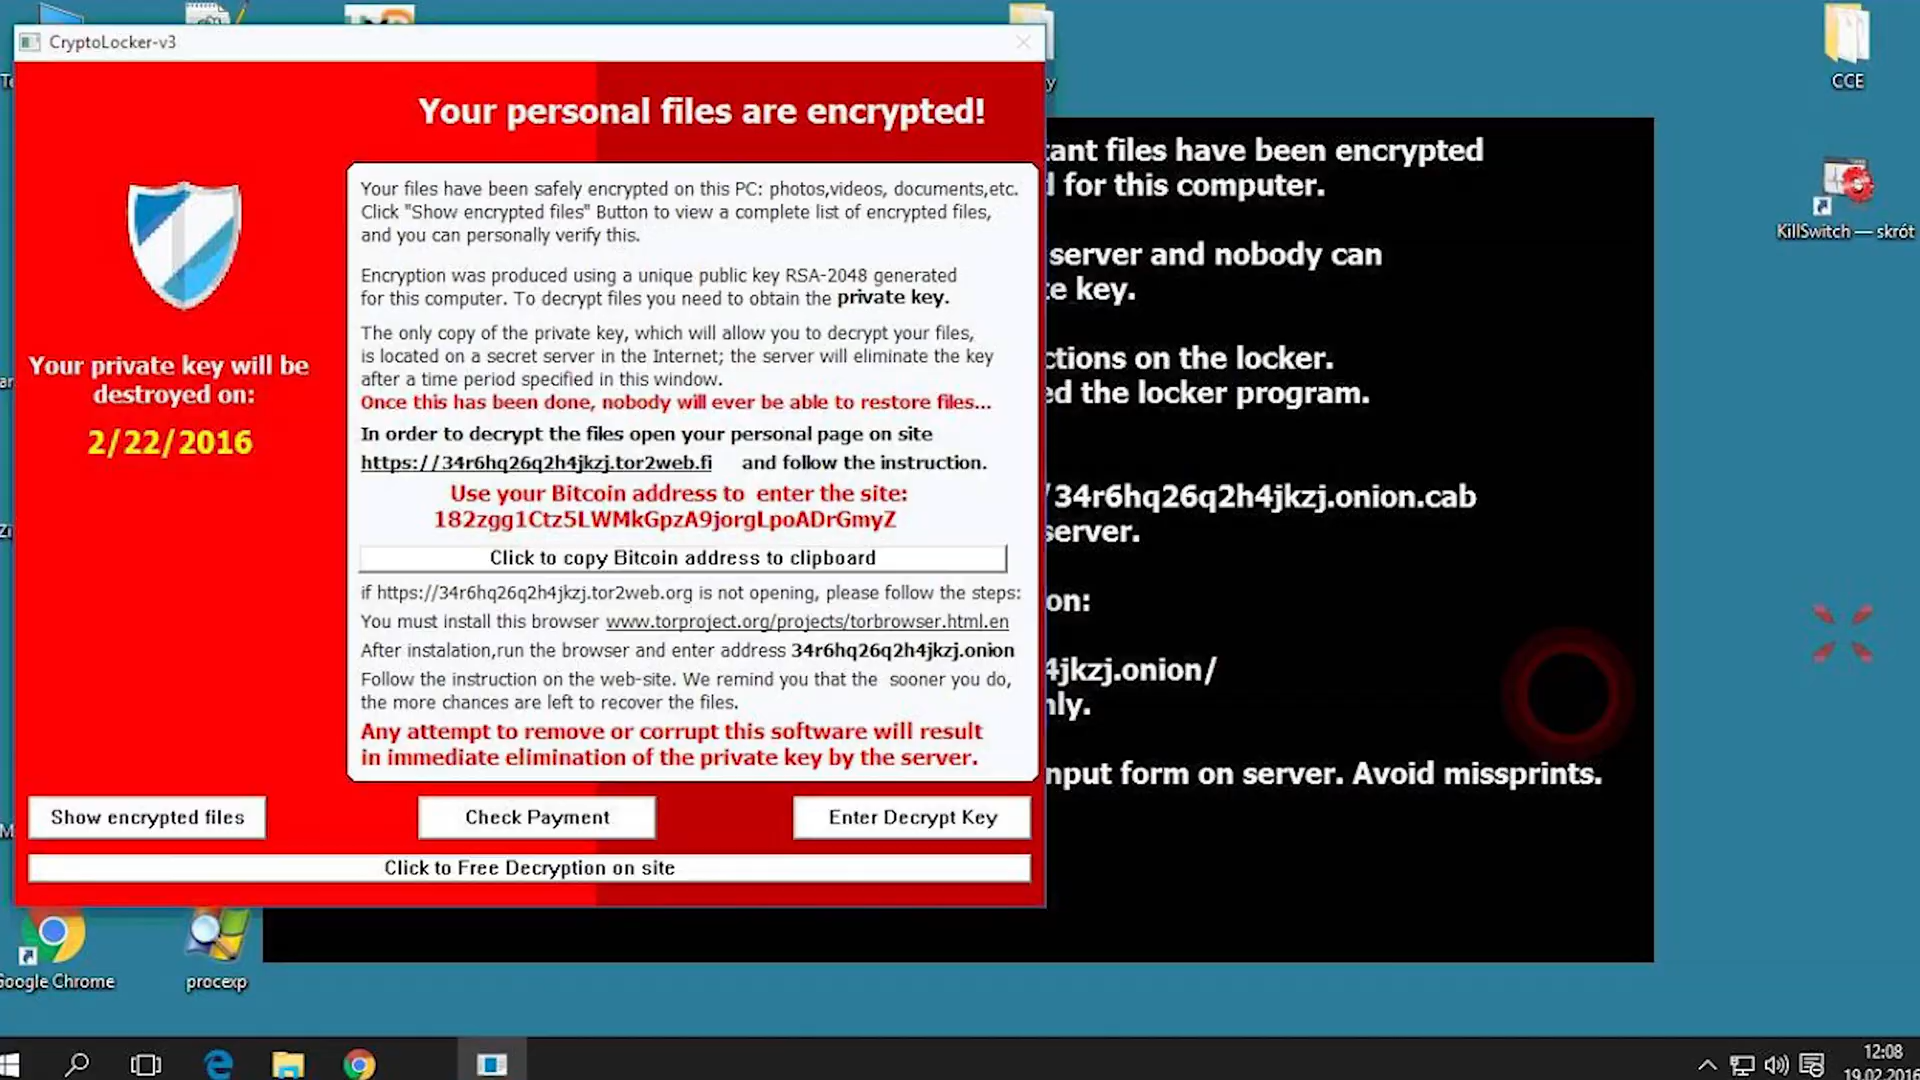 CryptoLocker-v3
Your personal files are encrypted!
Your files have been safely encrypted on this PC: photos,videos, documents,etc.
Click "Show encrypted files" Button to view a complete list of encrypted files,
and you can personally verify this.
Encryption was produced using a unique public key RSA-2048 generated
for this computer. To decrypt files you need to obtain the private key.
The only copy of the private key, which will allow you to decrypt your files,
is located on a secret server in the Internet; the server will eliminate the key
after a time period specified in this window.
Once this has been done, nobody will ever be able to restore files...
In order to decrypt the files open your personal page on site
https://34r6hq26q2h4jkzj.tor2web.fi and follow the instruction.
Use your Bitcoin address to enter the site:
182zgg1Ctz5LWMkGpzA9jorgLpoADrGmyZ
Click to copy Bitcoin address to clipboard
if https://34r6hq26q2h4jkzj.tor2web.org is not opening, please follow the steps:
You must install this browser www.torproject.org/projects/torbrowser.html.en
After instalation,run the browser and enter address 34r6hq26q2h4jkzj.onion
Follow the instruction on the web-site. We remind you that the sooner you do,
the more chances are left to recover the files.
Any attempt to remove or corrupt this software will result
in immediate elimination of the private key by the server.
Your private key will be
destroyed on:
2/22/2016
Show encrypted files
Check Payment
Enter Decrypt Key
Click to Free Decryption on site
files have been encrypted
for this computer.
server and nobody can
key.
on the locker.
the locker program.
34r6hq26q2h4jkzj.onion.cab
server.
on:
4jkzj.onion/
nly.
nput form on server. Avoid missprints.
CCE
KillSwitch — skrót
Google Chrome
procexp
12:08
19.02.2016